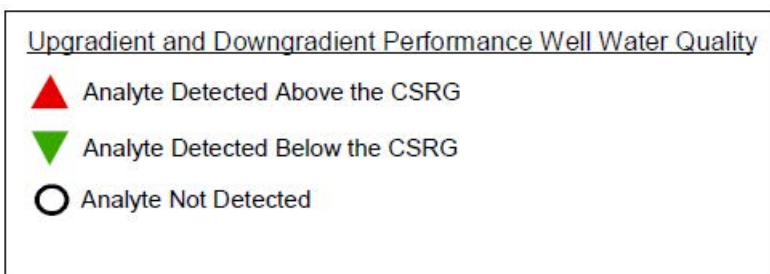 Upgradient and Downgradient Performance Well Water Quality
Analyte Detected Above the CSRG
Analyte Detected Below the CSRG
Analyte Not Detected